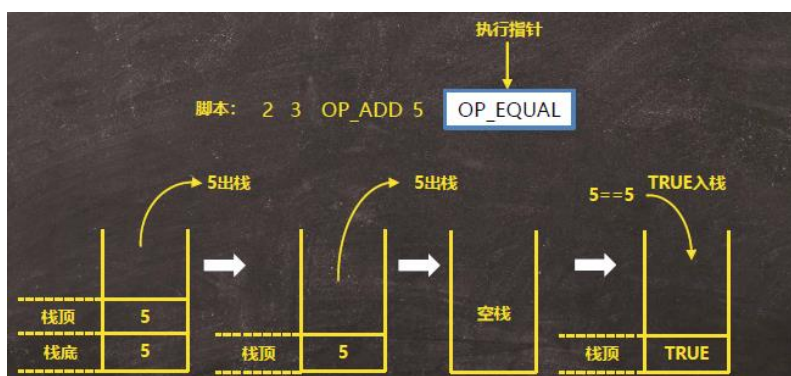 执行指针
脚本： 2 3 OP_ADD 5 OP_EQUAL
5出栈
5出栈
5==5 TRUE入栈
栈顶 5
空栈
栈底 5
栈顶 5
栈顶 TRUE